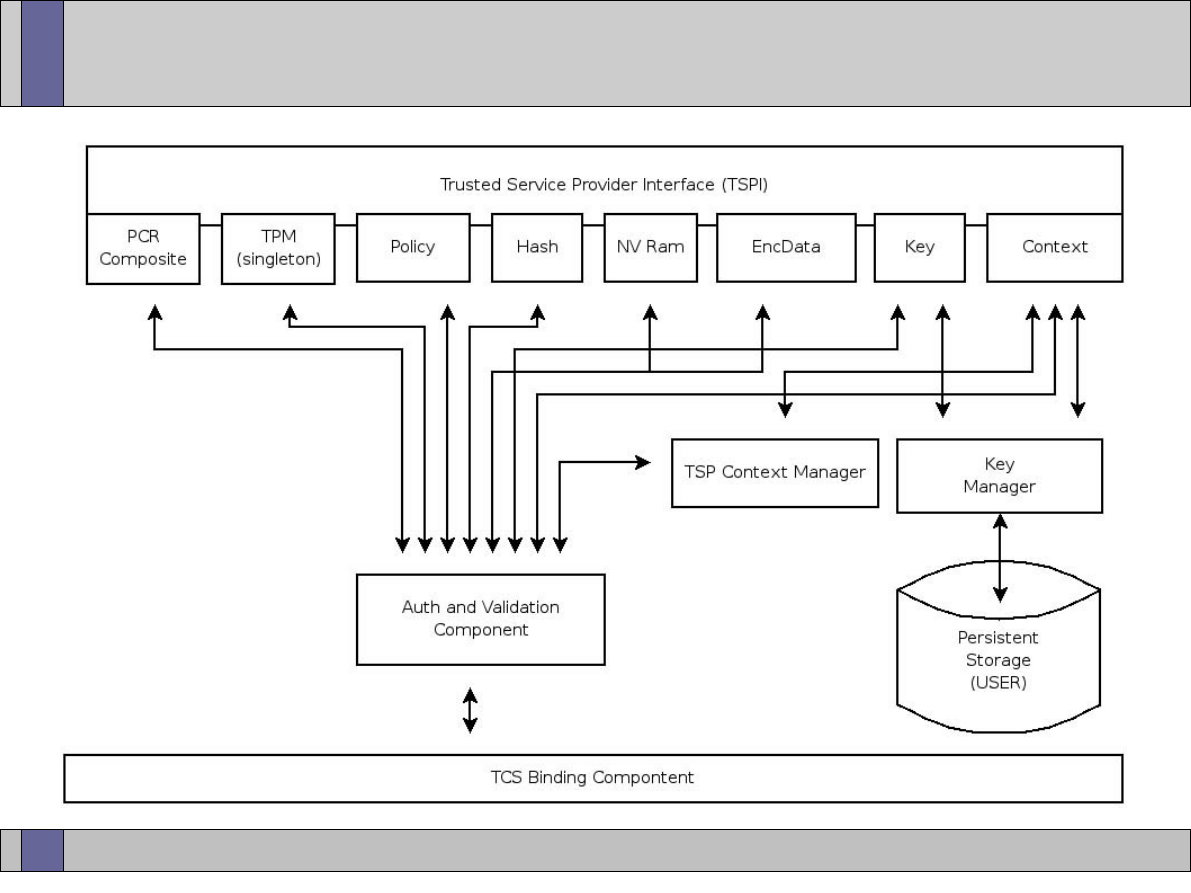 Trusted Service Provider Interface (TSPI)
PCR
Composite
TPM
(singleton)
Policy
Hash
NV Ram
EncData
Key
Context
TSP Context Manager
Key
Manager
Auth and Validation
Component
Persistent
Storage
(USER)
TCS Binding Compontent